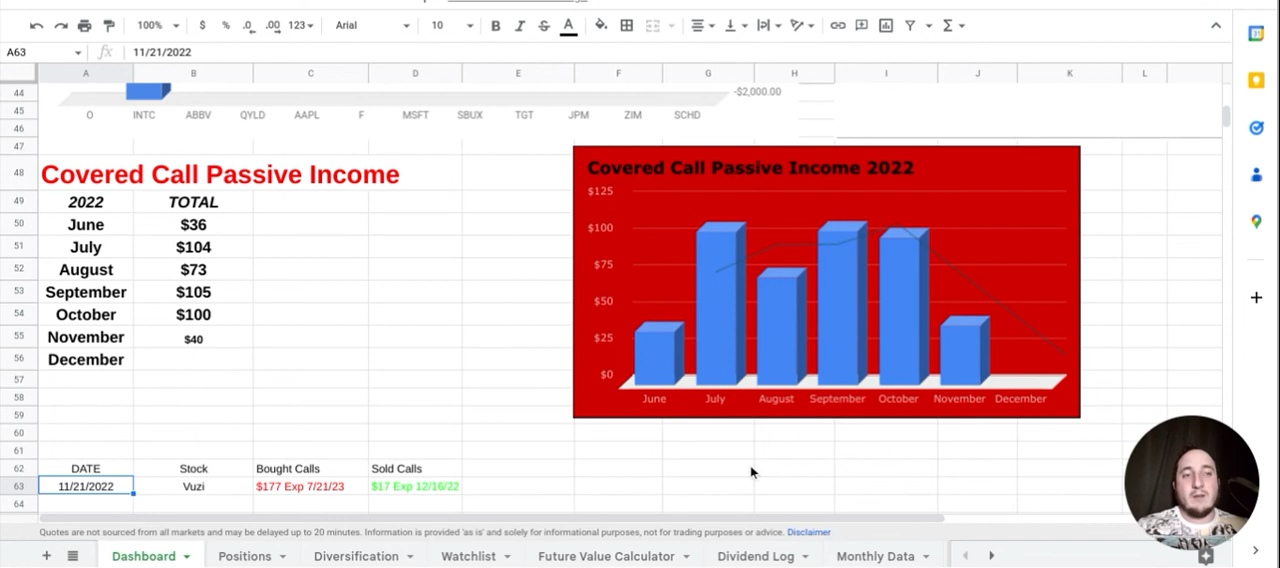 100% $ % .0 .00 123 Arial 10 B I S A Σ
A63 fx 11/21/2022
A B C D E F G H I J K L
44 -$2,000.00
45 O INTC ABBV QYLD AAPL F MSFT SBUX TGT JPM ZIM SCHD
46
47
48 Covered Call Passive Income
49 2022 TOTAL
50 June $36
51 July $104
52 August $73
53 September $105
54 October $100
55 November $40
56 December
57
58
59
60
61
62 DATE Stock Bought Calls Sold Calls
63 11/21/2022 Vuzi $177 Exp 7/21/23 $17 Exp 12/16/22
64
Covered Call Passive Income 2022
$125
$100
$75
$50
$25
$0
June July August September October November December
31
Quotes are not sourced from all markets and may be delayed up to 20 minutes. Information is provided 'as is' and solely for informational purposes, not for trading purposes or advice. Disclaimer
Dashboard Positions Diversification Watchlist Future Value Calculator Dividend Log Monthly Data